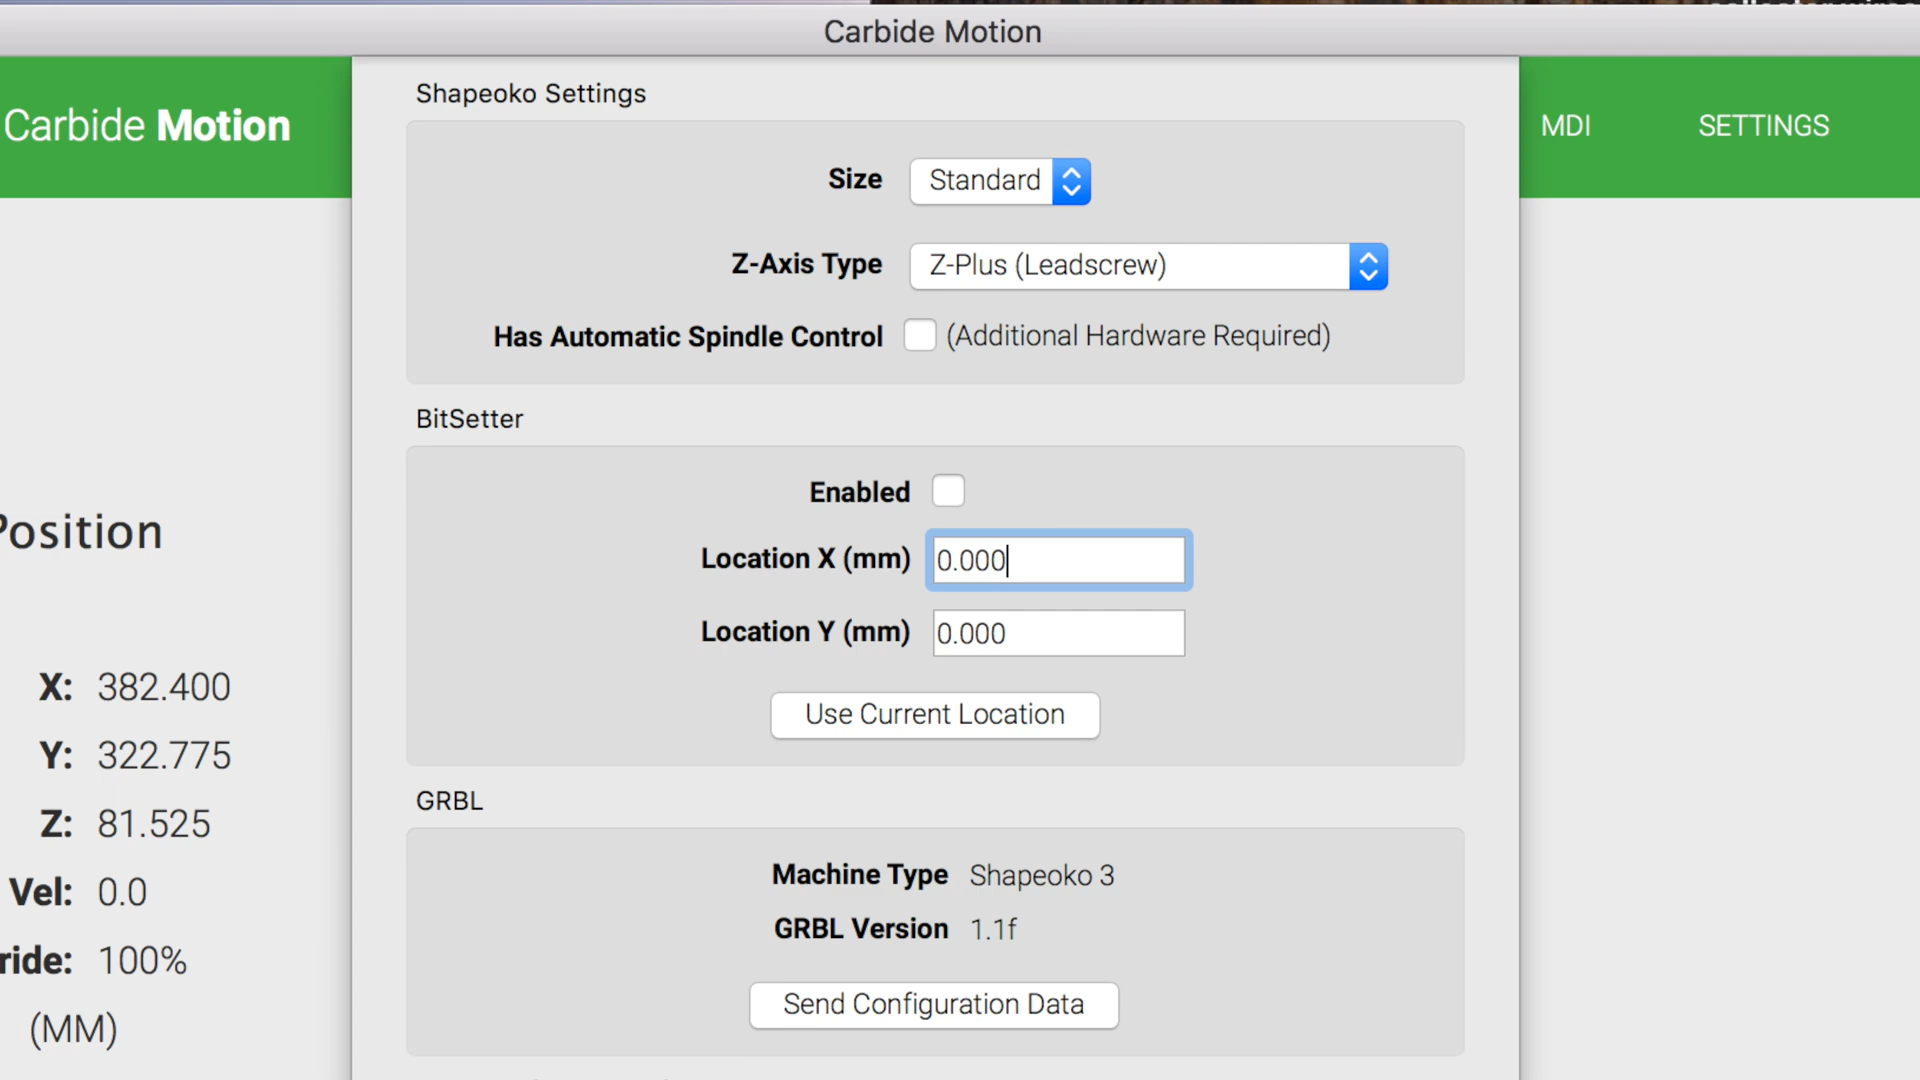 Carbide Motion
Carbide Motion
MDI
SETTINGS
Shapeoko Settings
Size Standard
Z-Axis Type Z-Plus (Leadscrew)
Has Automatic Spindle Control (Additional Hardware Required)
BitSetter
Enabled
Location X (mm) 0.000
Location Y (mm) 0.000
Use Current Location
GRBL
Machine Type Shapeoko 3
GRBL Version 1.1f
Send Configuration Data
Position
X: 382.400
Y: 322.775
Z: 81.525
Vel: 0.0
ride: 100%
(MM)